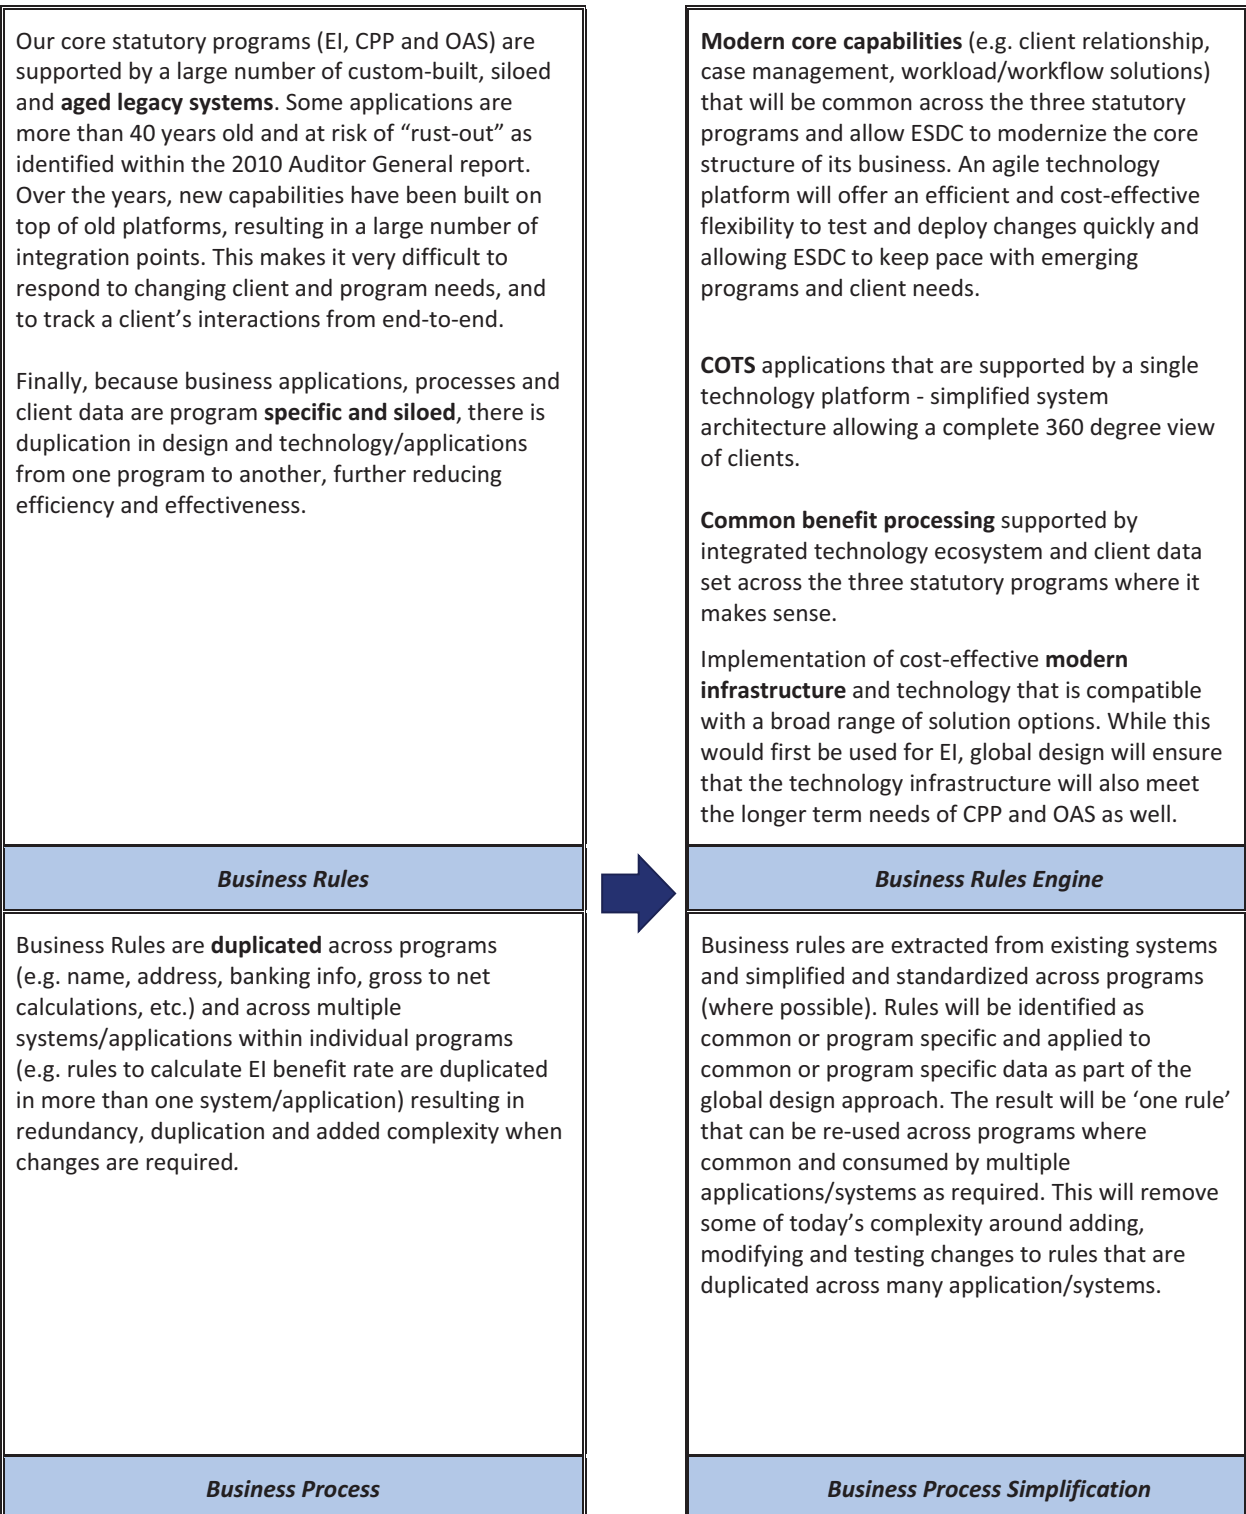 Our core statutory programs (EI, CPP and OAS) are
supported by a large number of custom-built, siloed
and aged legacy systems. Some applications are
more than 40 years old and at risk of “rust-out” as
identified within the 2010 Auditor General report.
Over the years, new capabilities have been built on
top of old platforms, resulting in a large number of
integration points. This makes it very difficult to
respond to changing client and program needs, and
to track a client’s interactions from end-to-end.
Finally, because business applications, processes and
client data are program specific and siloed, there is
duplication in design and technology/applications
from one program to another, further reducing
efficiency and effectiveness.
Modern core capabilities (e.g. client relationship,
case management, workload/workflow solutions)
that will be common across the three statutory
programs and allow ESDC to modernize the core
structure of its business. An agile technology
platform will offer an efficient and cost-effective
flexibility to test and deploy changes quickly and
allowing ESDC to keep pace with emerging
programs and client needs.
COTS applications that are supported by a single
technology platform - simplified system
architecture allowing a complete 360 degree view
of clients.
Common benefit processing supported by
integrated technology ecosystem and client data
set across the three statutory programs where it
makes sense.
Implementation of cost-effective modern
infrastructure and technology that is compatible
with a broad range of solution options. While this
would first be used for EI, global design will ensure
that the technology infrastructure will also meet
the longer term needs of CPP and OAS as well.
Business Rules
Business Rules Engine
Business Rules are duplicated across programs
(e.g. name, address, banking info, gross to net
calculations, etc.) and across multiple
systems/applications within individual programs
(e.g. rules to calculate EI benefit rate are duplicated
in more than one system/application) resulting in
redundancy, duplication and added complexity when
changes are required.
Business rules are extracted from existing systems
and simplified and standardized across programs
(where possible). Rules will be identified as
common or program specific and applied to
common or program specific data as part of the
global design approach. The result will be ‘one rule’
that can be re-used across programs where
common and consumed by multiple
applications/systems as required. This will remove
some of today’s complexity around adding,
modifying and testing changes to rules that are
duplicated across many application/systems.
Business Process
Business Process Simplification